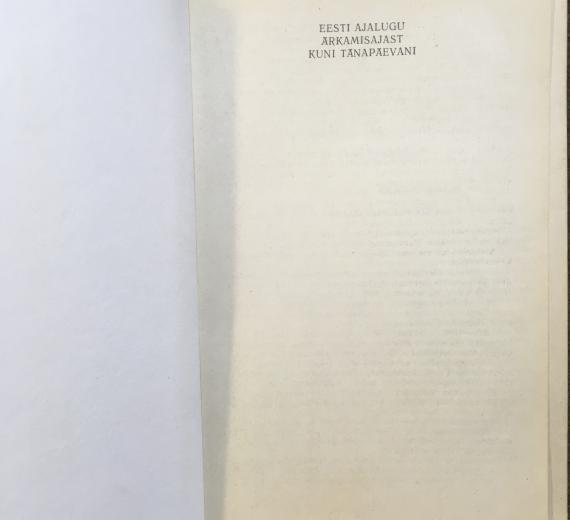 EESTI AJALUGU
ÄRKAMISAJAST
KUNI TÄNAPÄEVANI